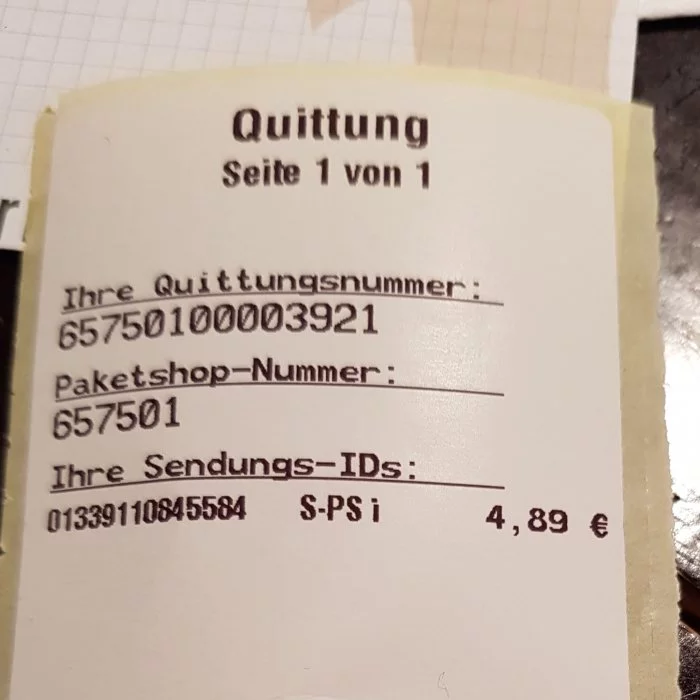 Quittung
Seite 1 von 1
Ihre Quittungsnummer:
65750100003921
Paketshop-Nummer:
657501
Ihre Sendungs-IDs:
01339110845584 S-PS i 4,89 €
r